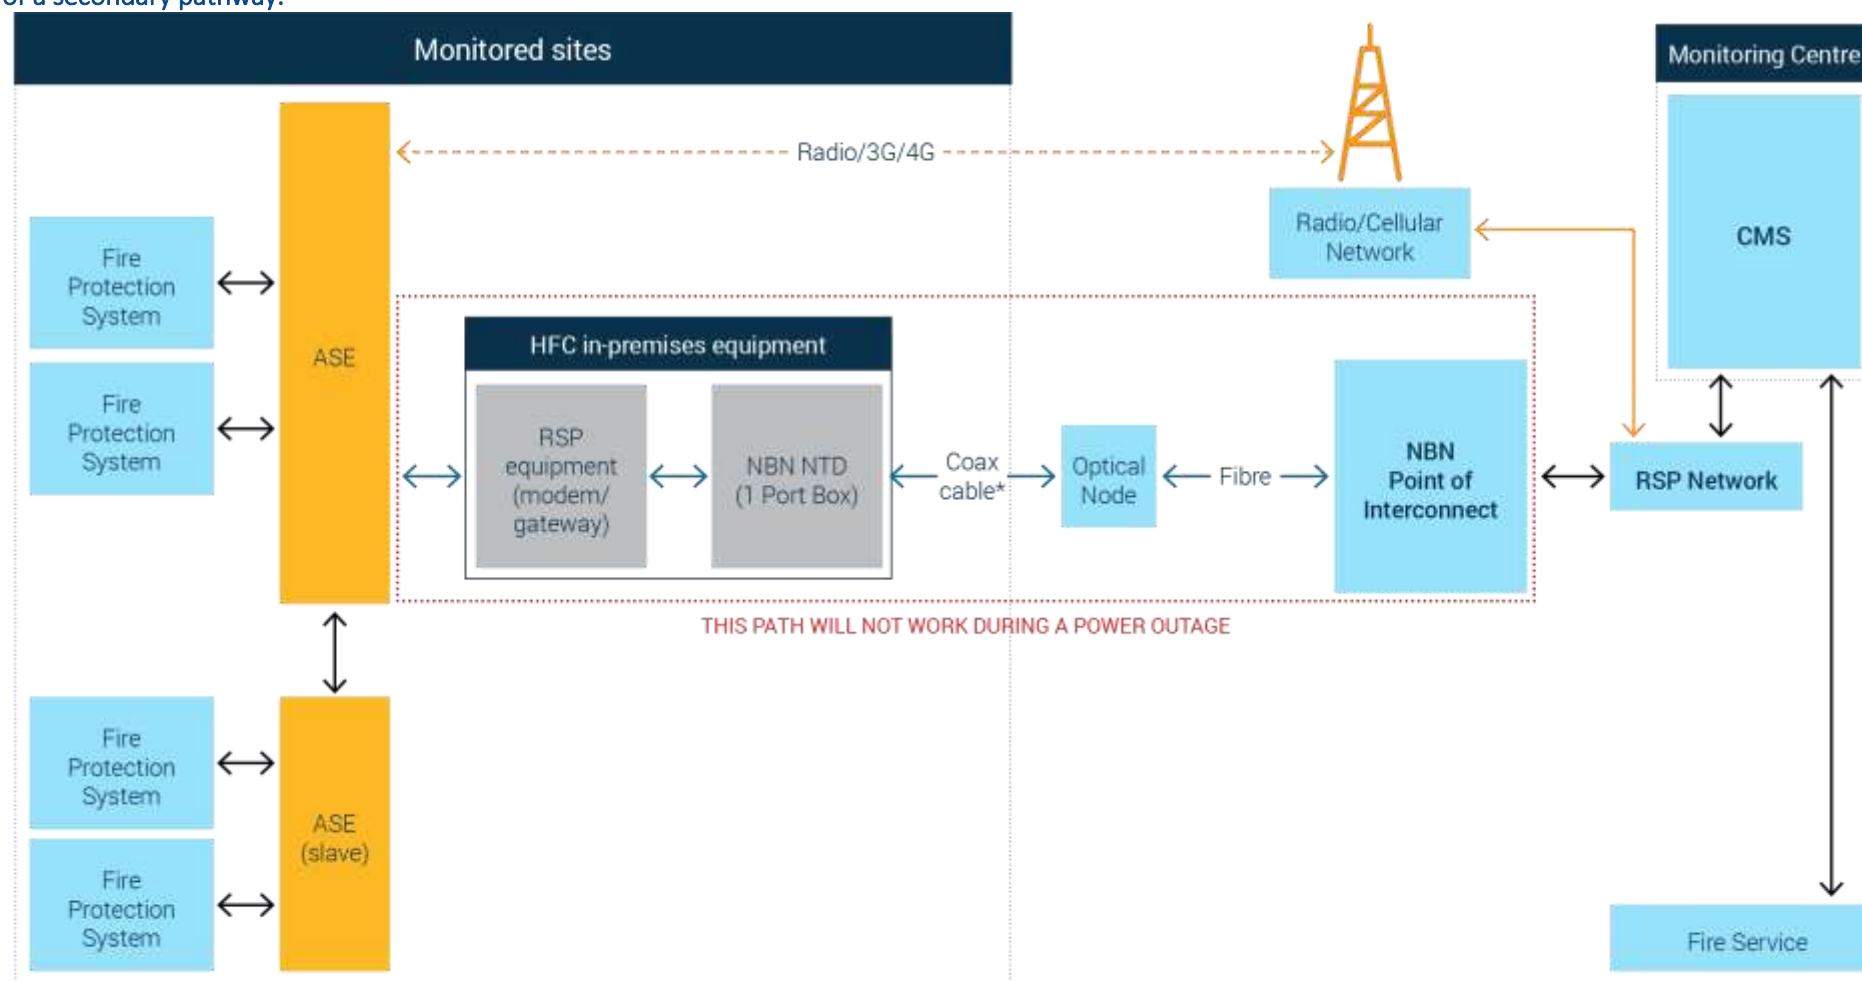 of a secondary pathway.
Monitored sites
Monitoring Centre
Radio/3G/4G
CMS
Radio/Cellular
Network
Fire
Protection
System
ASE
HFC in-premises equipment
Fire
Protection
System
RSP
equipment
(modem/
gateway)
NBN NTD
(1 Port Box)
Coax
cable*
Optical
Node
Fibre
NBN
Point of
Interconnect
RSP Network
THIS PATH WILL NOT WORK DURING A POWER OUTAGE
Fire
Protection
System
ASE
(slave)
Fire
Protection
System
Fire Service